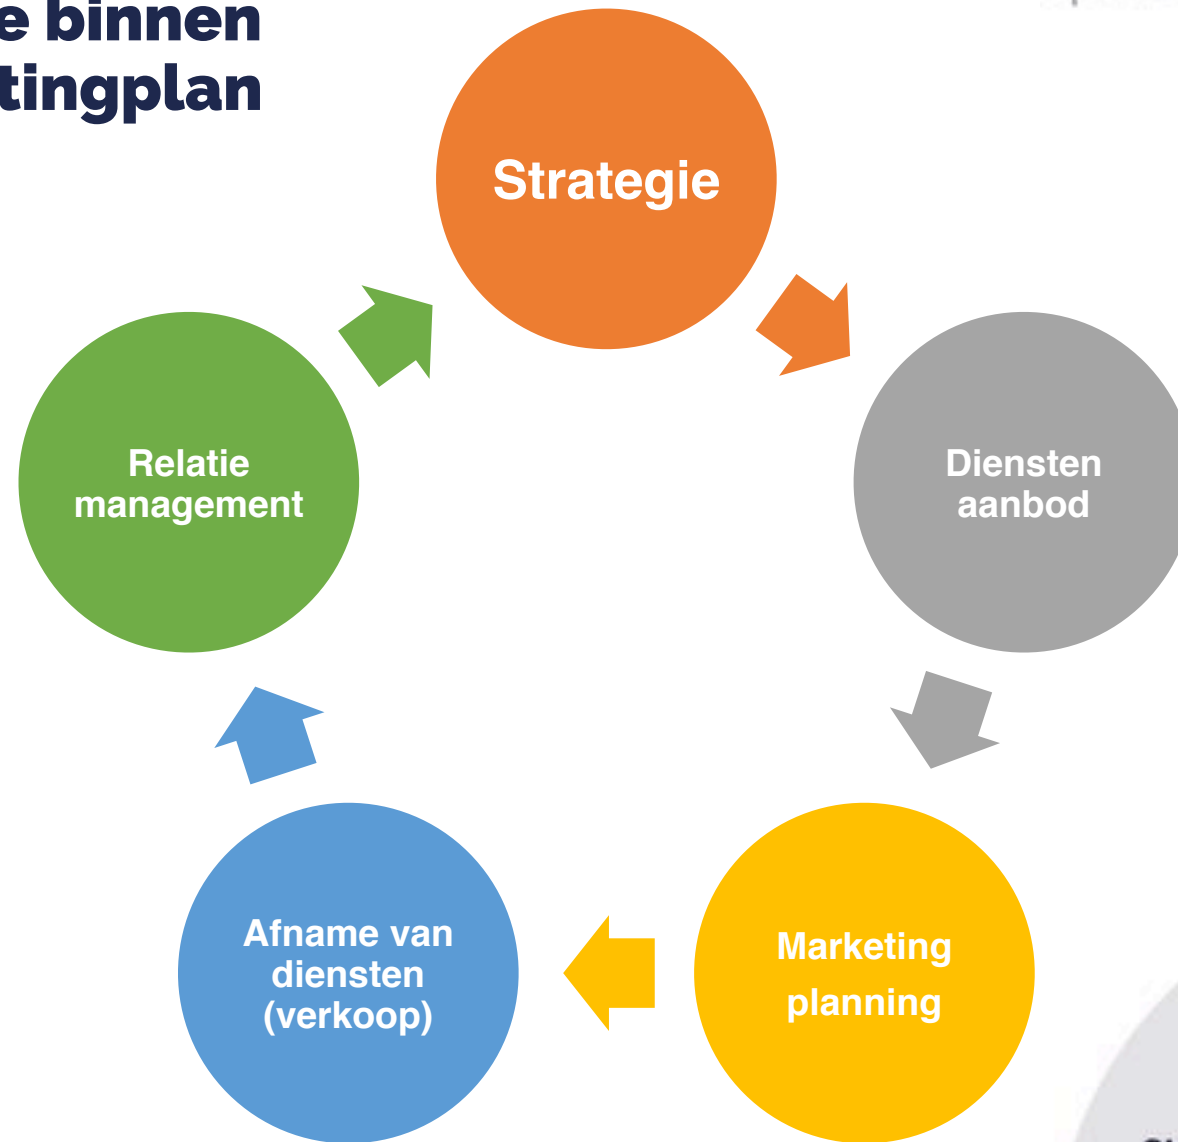 e binnen
tingplan
Strategie
Diensten
aanbod
Marketing
planning
Afname van
diensten
(verkoop)
Relatie
management